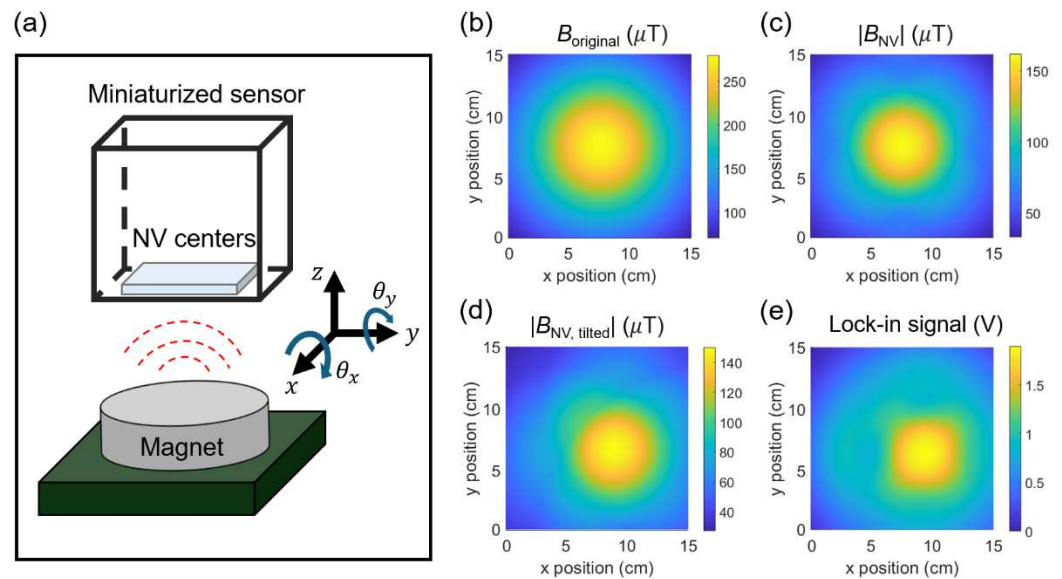 (a)
Miniaturized sensor
NV centers
z
θy
y
x
θx
Magnet
(b)
Boriginal (μT)
15
10
5
0
y position (cm)
0 5 10 15
x position (cm)
250
200
150
100
(c)
|BNV| (μT)
15
10
5
0
y position (cm)
0 5 10 15
x position (cm)
150
100
50
(d)
|BNV, tilted| (μT)
15
10
5
0
y position (cm)
0 5 10 15
x position (cm)
140
120
100
80
60
40
(e)
Lock-in signal (V)
15
10
5
0
y position (cm)
0 5 10 15
x position (cm)
1.5
1
0.5
0